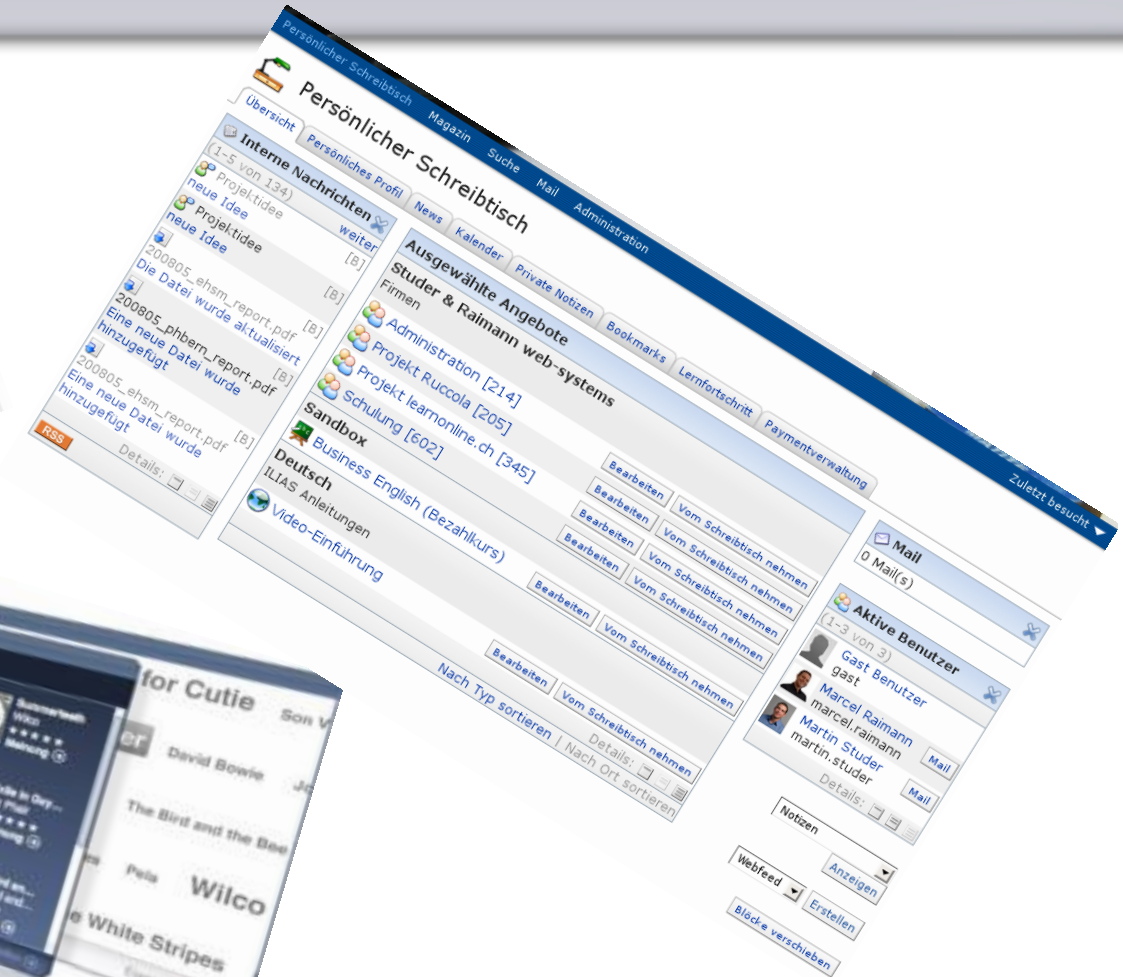 Persönlicher Schreibtisch
Magazin
Suche
Mail
Administration
Zuletzt besucht
Persönlicher Schreibtisch
Übersicht
Persönliches Profil
News
Kalender
Private Notizen
Bookmarks
Lernfortschritt
Paymentverwaltung
Interne Nachrichten
(1-5 von 134)
weiter
Projektidee
[B]
neue Idee
Projektidee
[B]
neue Idee
200805_ehsm_report.pdf
[B]
Die Datei wurde aktualisiert
200805_phbern_report.pdf
[B]
Eine neue Datei wurde
hinzugefügt
200805_ehsm_report.pdf
[B]
Eine neue Datei wurde
hinzugefügt
RSS
Details:
Ausgewählte Angebote
Studer & Raimann web-systems
Firmen
Administration [214]
Bearbeiten
Vom Schreibtisch nehmen
Projekt Ruccola [205]
Bearbeiten
Vom Schreibtisch nehmen
Projekt learnonline.ch [345]
Bearbeiten
Vom Schreibtisch nehmen
Schulung [602]
Bearbeiten
Vom Schreibtisch nehmen
Sandbox
Business English (Bezahlkurs)
Bearbeiten
Vom Schreibtisch nehmen
Deutsch
ILIAS Anleitungen
Video-Einführung
Bearbeiten
Vom Schreibtisch nehmen
Details:
Nach Typ sortieren | Nach Ort sortieren
Mail
0 Mail(s)
Aktive Benutzer
(1-3 von 3)
Gast Benutzer
gast
Marcel Raimann
marcel.raimann
Mail
Martin Studer
martin.studer
Mail
Details:
Notizen
Anzeigen
Webfeed
Erstellen
Blöcke verschieben
for Cutie
Son V
er
David Bowie
The Bird and the Bee
Pela
Wilco
e White Stripes
Summerteeth
Wilco
Meinung